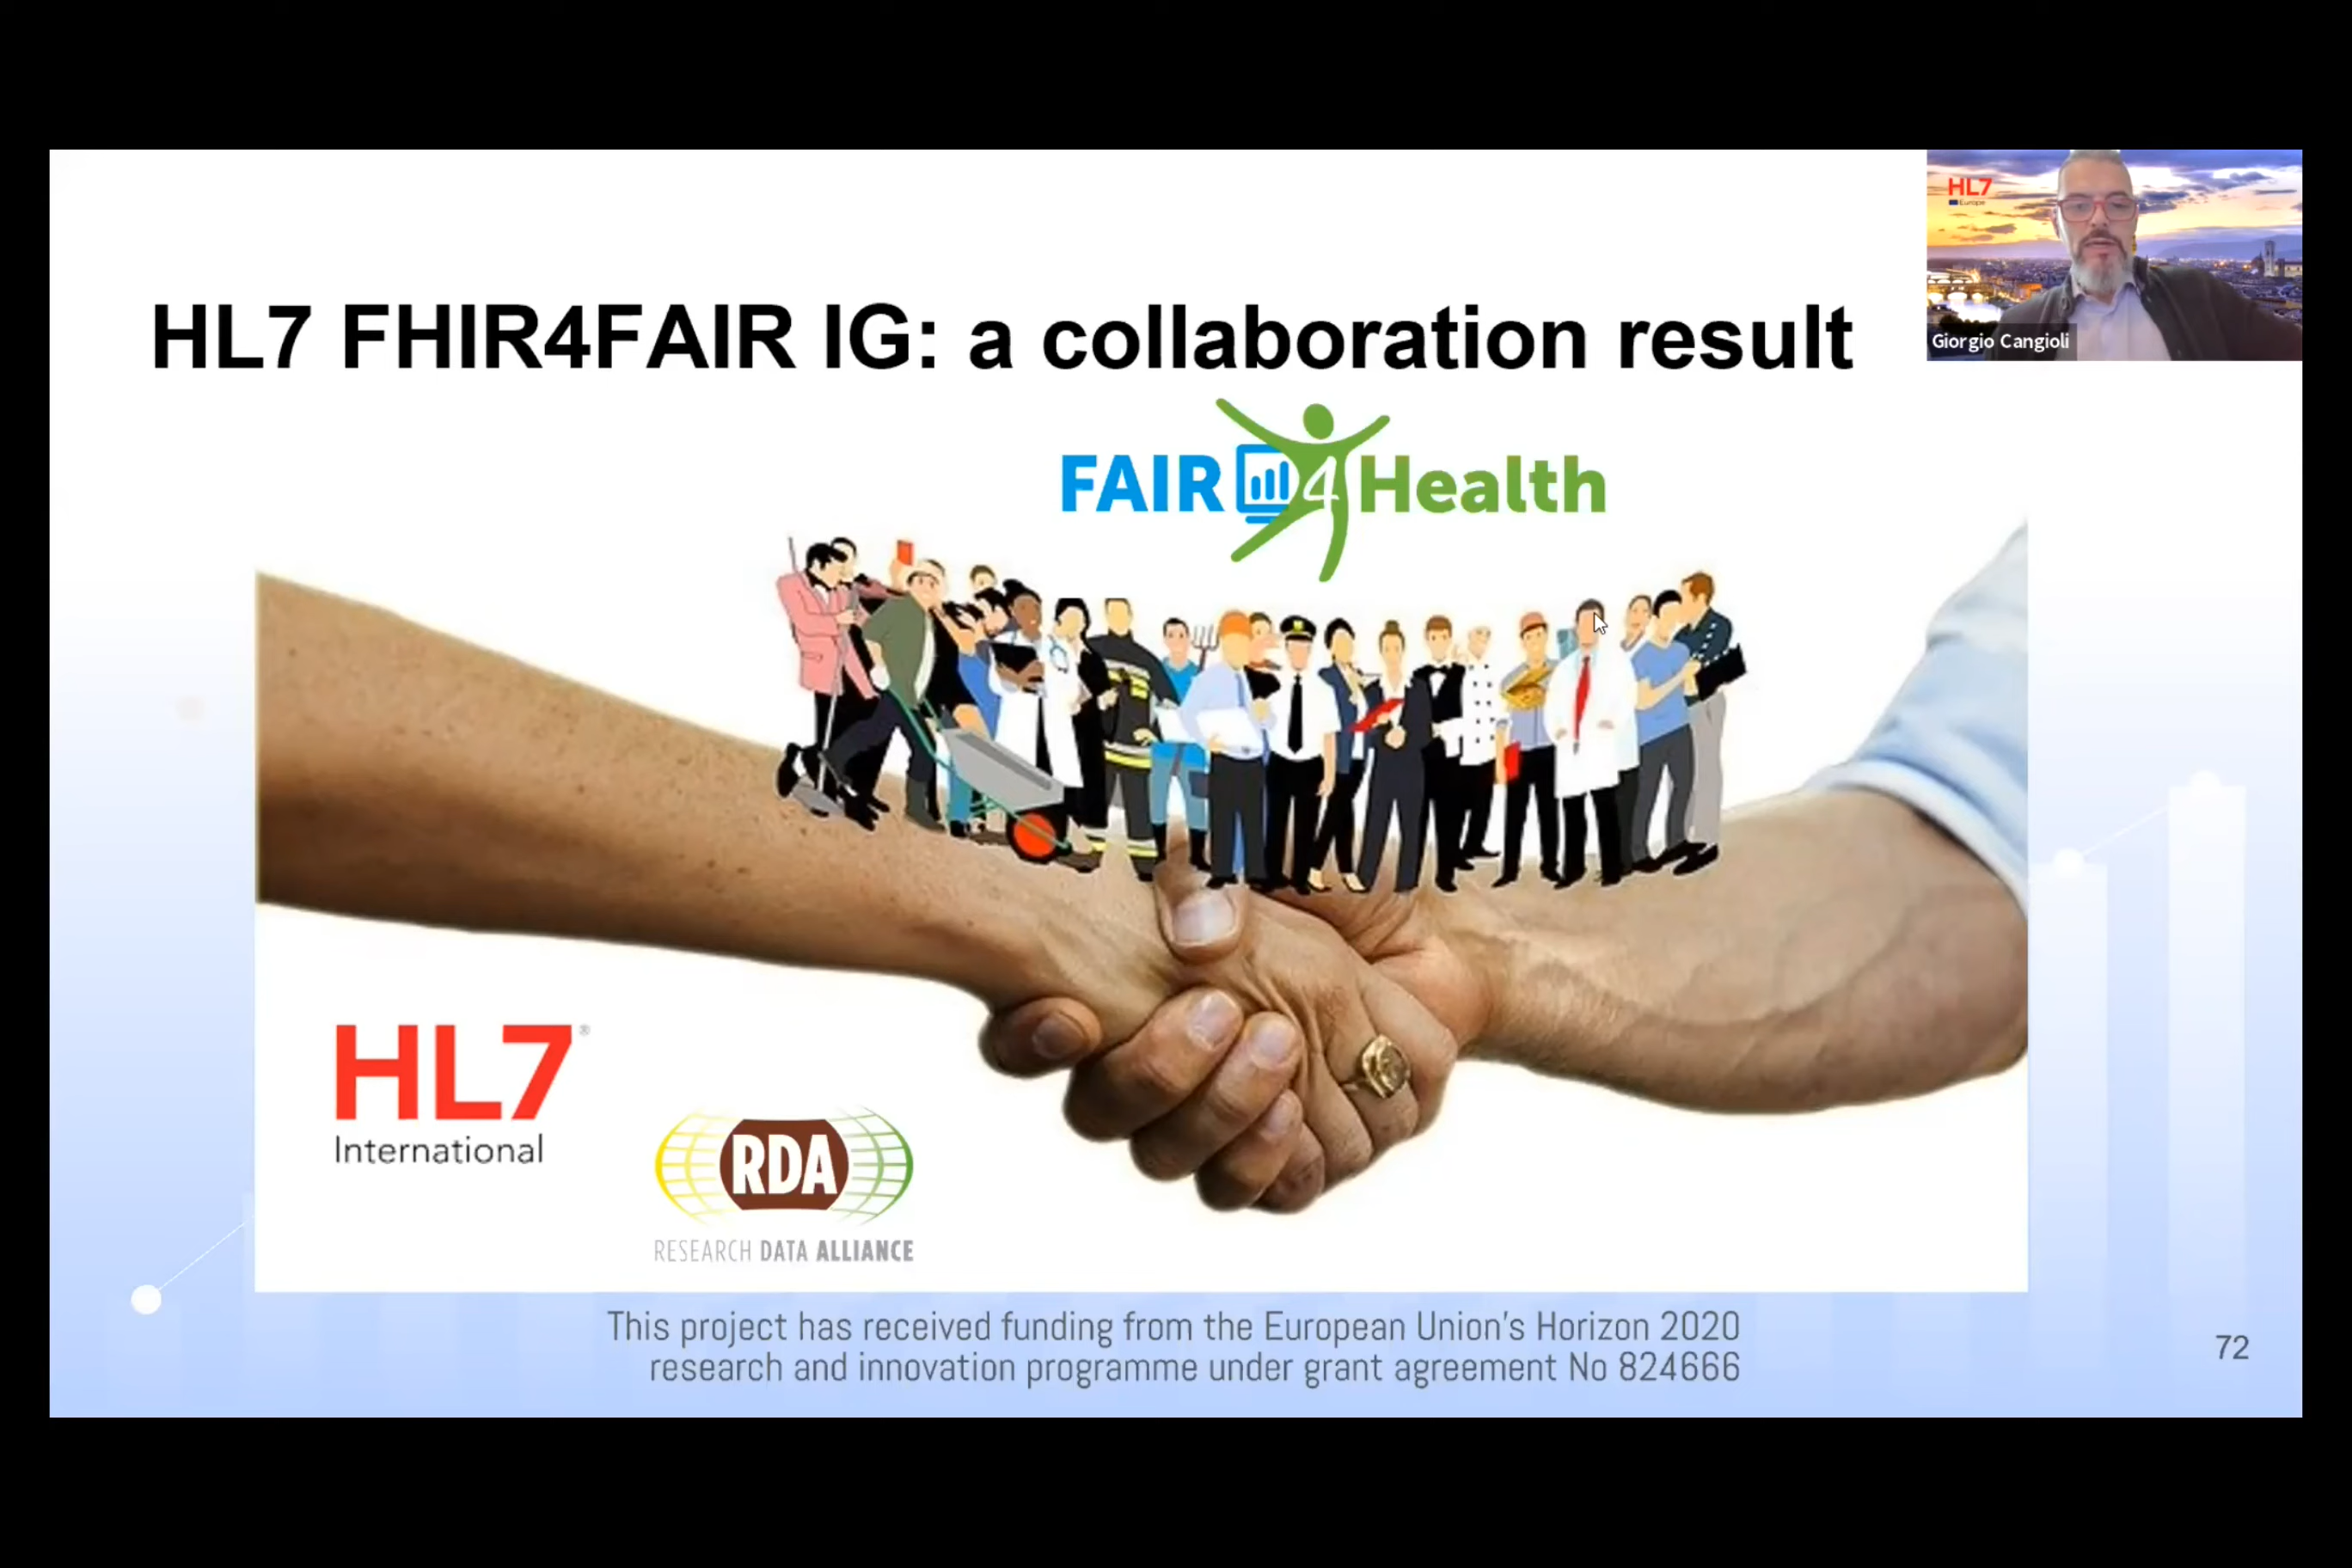 HL7
Europe
Giorgio Cangioli
HL7 FHIR4FAIR IG: a collaboration result
FAIR4Health
HL7®
International
RDA
RESEARCH DATA ALLIANCE
This project has received funding from the European Union's Horizon 2020
research and innovation programme under grant agreement No 824666
72